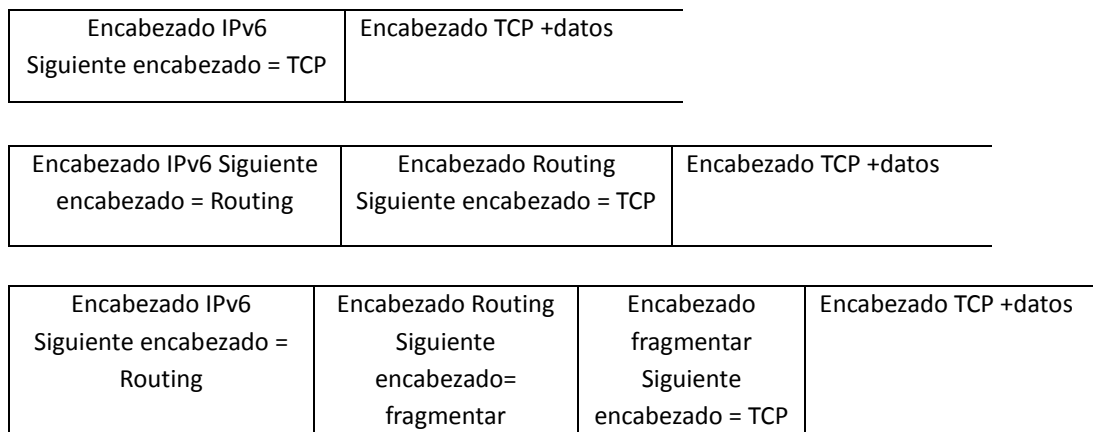 Encabezado IPv6
Siguiente encabezado = TCP
Encabezado TCP +datos
Encabezado IPv6 Siguiente
encabezado = Routing
Encabezado Routing
Siguiente encabezado = TCP
Encabezado TCP +datos
Encabezado IPv6
Siguiente encabezado =
Routing
Encabezado Routing
Siguiente
encabezado=
fragmentar
Encabezado
fragmentar
Siguiente
encabezado = TCP
Encabezado TCP +datos